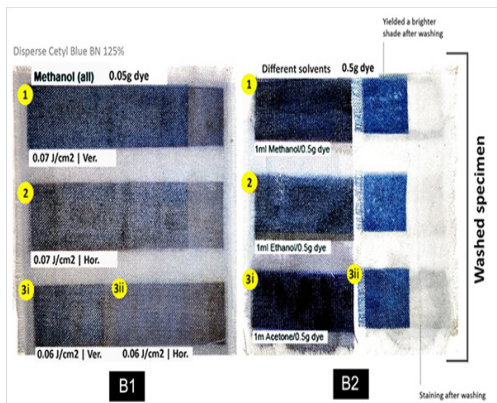 Yielded a brighter
shade after washing
Disperse Cetyl Blue BN 125%
Methanol (all) 0.05g dye
Different solvents 0.5g dye
1
0.07 J/cm2 | Ver.
2
0.07 J/cm2 | Hor.
3i
3ii
0.06 J/cm2 | Ver. 0.06 J/cm2 | Hor.
B1
1
1ml Methanol/0.5g dye
2
1ml Ethanol/0.5g dye
3i
3ii
1m Acetone/0.5g dye
B2
Washed specimen
Staining after washing